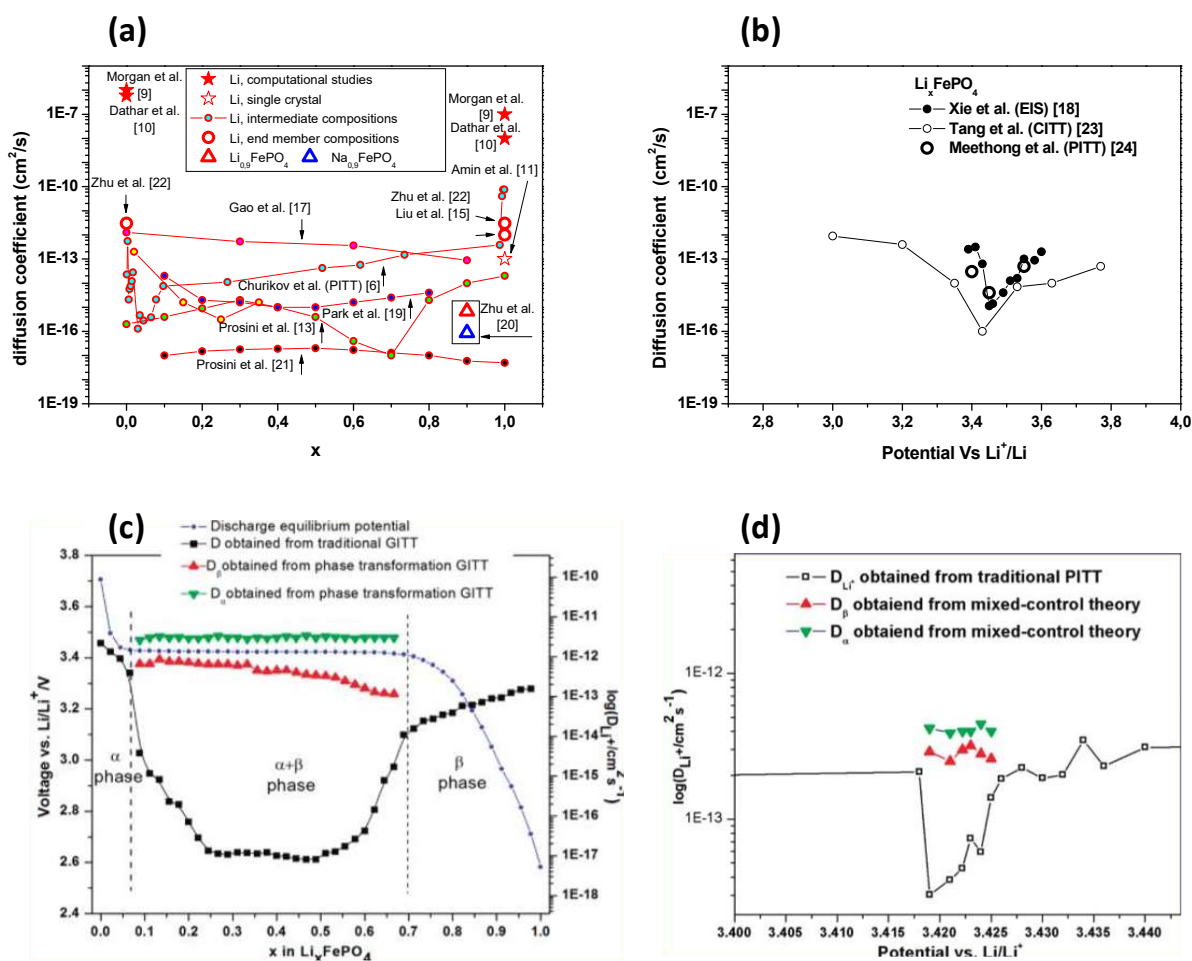 (a)
Morgan et al.
[9]
Dathar et al.
[10]
Li, computational studies
Li, single crystal
Li, intermediate compositions
Li, end member compositions
Li0,9FePO4 Na0,9FePO4
Morgan et al.
[9]
Dathar et al.
[10]
Amin et al. [11]
Zhu et al. [22]
Gao et al. [17]
Zhu et al. [22]
Liu et al. [15]
Churikov et al. (PITT) [6]
Park et al. [19]
Prosini et al. [13]
Prosini et al. [21]
Zhu et al.
[20]
1E-7
1E-10
1E-13
1E-16
1E-19
diffusion coefficient (cm2/s)
0,0 0,2 0,4 0,6 0,8 1,0
x
(b)
LixFePO4
Xie et al. (EIS) [18]
Tang et al. (CITT) [23]
Meethong et al. (PITT) [24]
1E-7
1E-10
1E-13
1E-16
1E-19
Diffusion coefficient (cm2/s)
2,8 3,0 3,2 3,4 3,6 3,8 4,0
Potential Vs Li+/Li
(c)
Discharge equilibrium potential
D obtained from traditional GITT
Dβ obtained from phase transformation GITT
Dα obtained from phase transformation GITT
3.8
3.6
3.4
3.2
3.0
2.8
2.6
2.4
Voltage vs. Li/Li+/V
α
phase
α+β
phase
β
phase
1E-10
1E-11
1E-12
1E-13
1E-14
1E-15
1E-16
1E-17
1E-18
log(DLi+/cm2s-1)
0.0 0.1 0.2 0.3 0.4 0.5 0.6 0.7 0.8 0.9 1.0
x in LixFePO4
(d)
DLi+ obtained from traditional PITT
Dβ obtaiend from mixed-control theory
Dα obtaiend from mixed-control theory
1E-12
1E-13
log(DLi+/cm2s-1)
3.400 3.405 3.410 3.415 3.420 3.425 3.430 3.435 3.440
Potential vs. Li/Li+